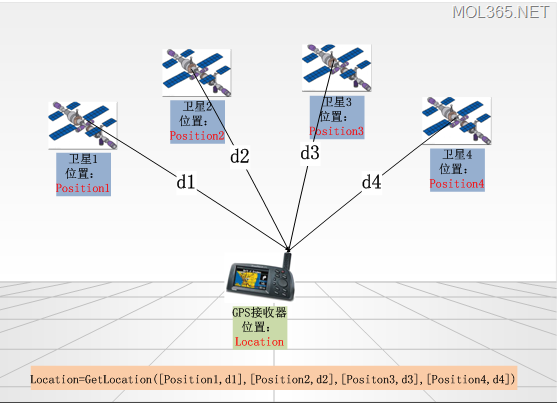 MOL365.NET
卫星1
位置:
Position1
卫星2
位置:
Position2
卫星3
位置:
Position3
卫星4
位置:
Position4
d1
d2
d3
d4
GPS接收器
位置:
Location
Location=GetLocation([Position1,d1],[Position2,d2],[Positon3,d3],[Position4,d4])